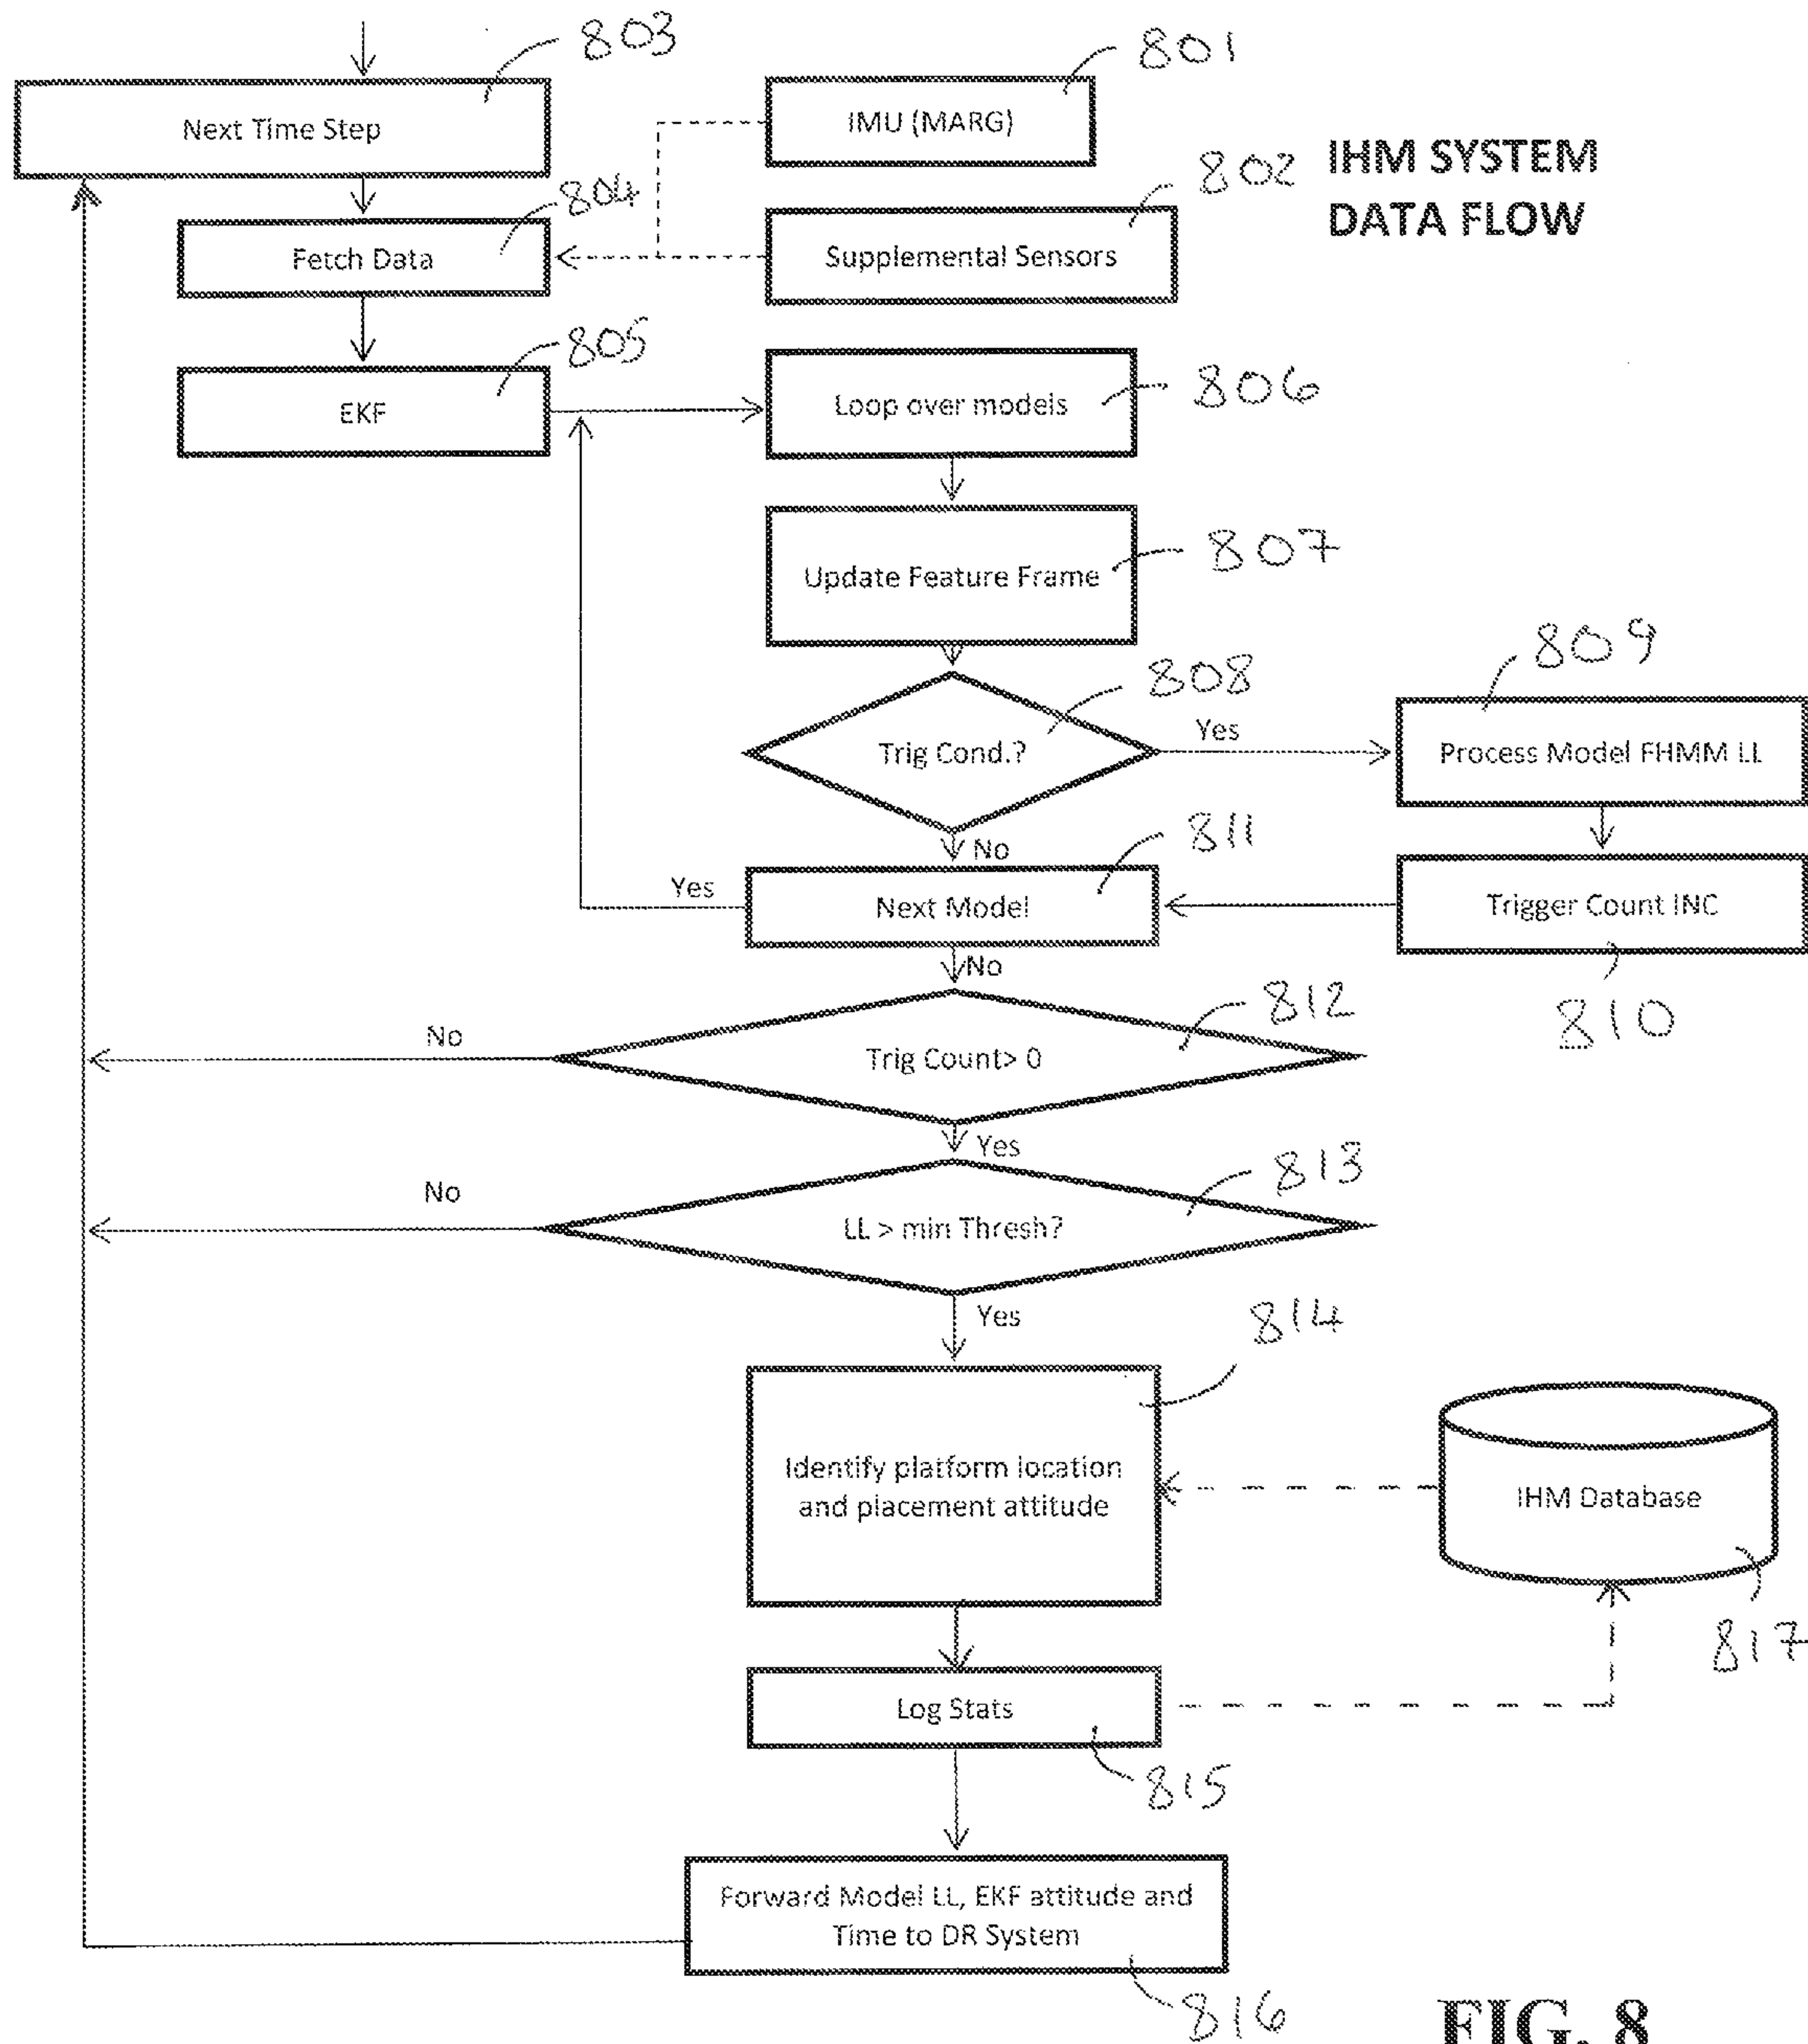 803
801
Next Time Step
IMU (MARG)
802
IHM SYSTEM
DATA FLOW
804
Fetch Data
Supplemental Sensors
805
EKF
806
Loop over models
807
Update Feature Frame
809
808
Trig Cond.?
Yes
Process Model FHMM LL
811
No
Yes
Next Model
Trigger Count INC
No
812
810
No
Trig Count> 0
Yes
813
No
LL > min Thresh?
Yes
814
Identify platform location
and placement attitude
IHM Database
817
Log Stats
815
Forward Model LL, EKF attitude and
Time to DR System
816
FIG. 8